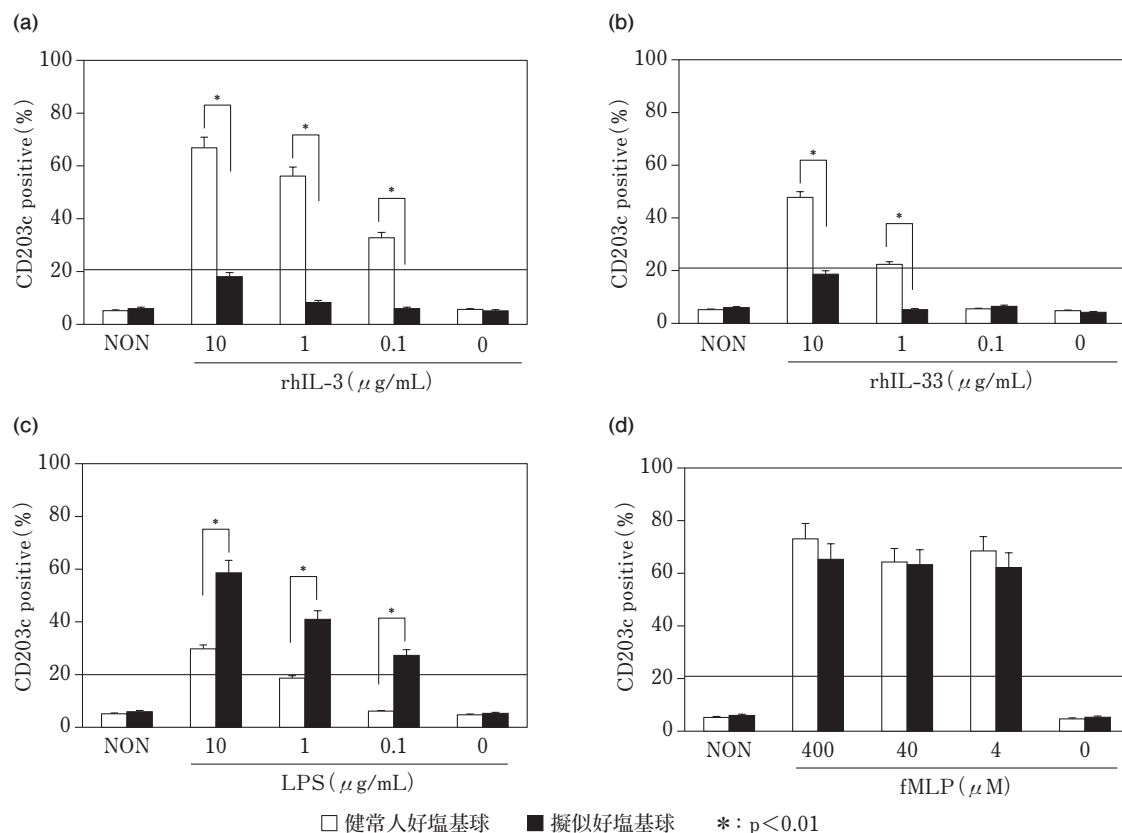 (a)
CD203c positive(%)
100
80
60
40
20
0
*
*
*
NON
10
1
0.1
0
rhIL-3(μg/mL)
(b)
CD203c positive(%)
100
80
60
40
20
0
*
*
NON
10
1
0.1
0
rhIL-33(μg/mL)
(c)
CD203c positive(%)
100
80
60
40
20
0
*
*
*
NON
10
1
0.1
0
LPS(μg/mL)
(d)
CD203c positive(%)
100
80
60
40
20
0
NON
400
40
4
0
fMLP(μM)
健常人好塩基球
擬似好塩基球
*:p<0.01